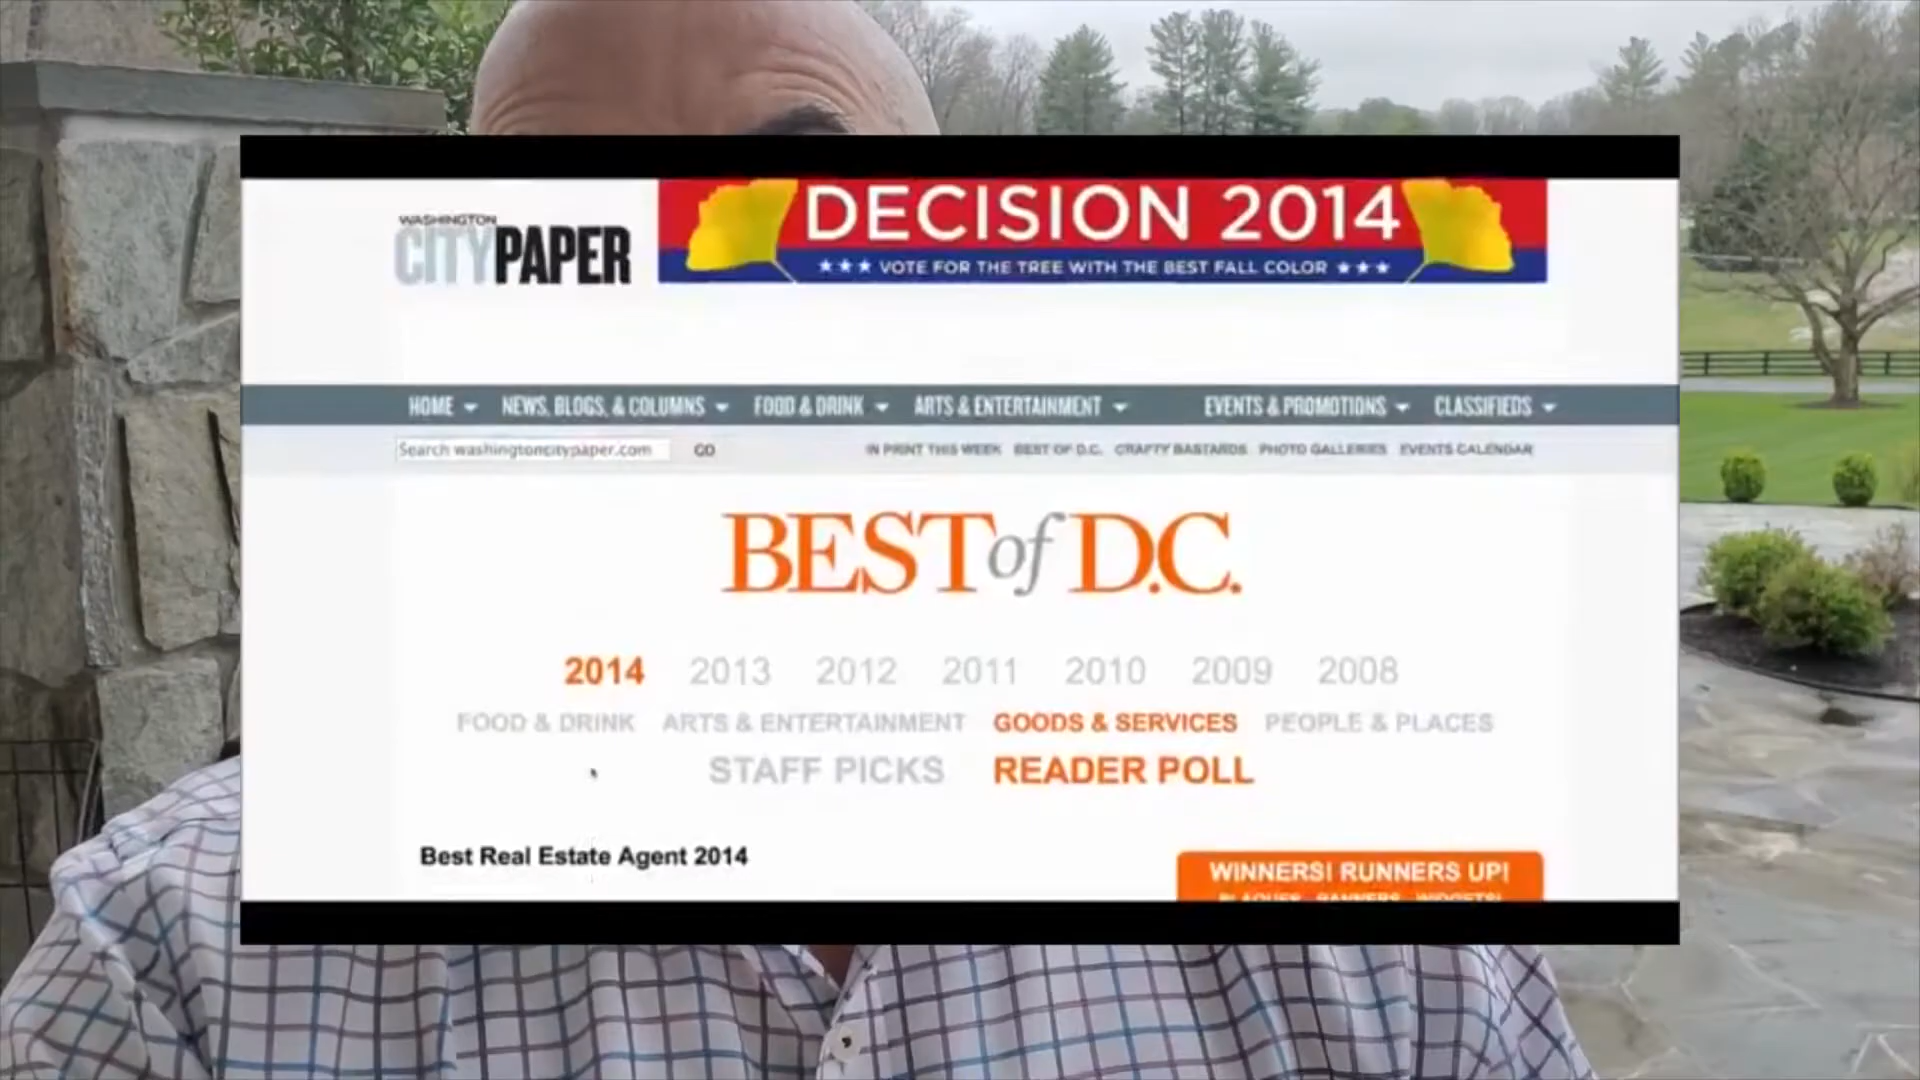 WASHINGTON
CITYPAPER
DECISION 2014
VOTE FOR THE TREE WITH THE BEST FALL COLOR
HOME NEWS, BLOGS, & COLUMNS FOOD & DRINK ARTS & ENTERTAINMENT EVENTS & PROMOTIONS CLASSIFIEDS
Search washingtoncitypaper.com GO
IN PRINT THIS WEEK BEST OF D.C. CRAFTY BASTARDS PHOTO GALLERIES EVENTS CALENDAR
BEST of D.C.
2014 2013 2012 2011 2010 2009 2008
FOOD & DRINK ARTS & ENTERTAINMENT GOODS & SERVICES PEOPLE & PLACES
STAFF PICKS READER POLL
Best Real Estate Agent 2014
WINNERS! RUNNERS UP!
PLAQUES BANNERS WIDGETS!